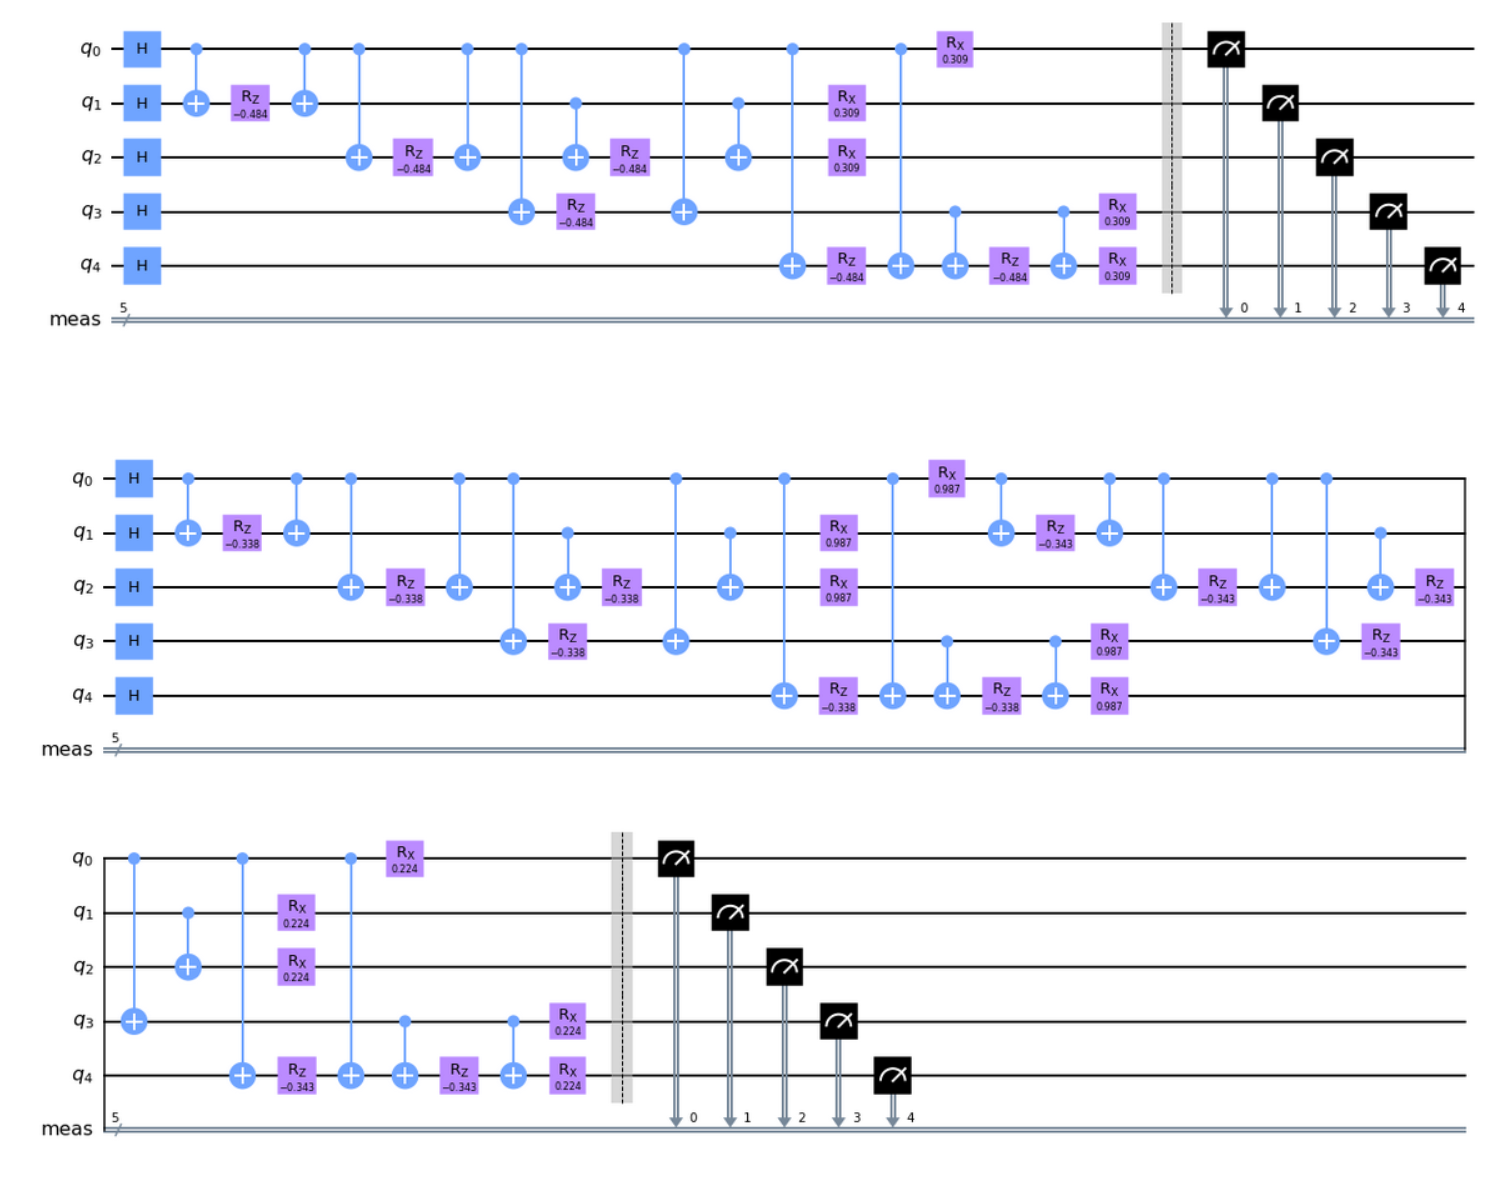 q0 H RX 0.309
q1 H RZ −0.484 RX 0.309
q2 H RZ −0.484 RZ −0.484 RX 0.309
q3 H RZ −0.484 RX 0.309
q4 H RZ −0.484 RZ −0.484 RX 0.309
meas 5 0 1 2 3 4
q0 H RX 0.987
q1 H RZ −0.338 RX 0.987 RZ −0.343
q2 H RZ −0.338 RZ −0.338 RX 0.987 RZ −0.343 RZ −0.343
q3 H RZ −0.338 RX 0.987 RZ −0.343
q4 H RZ −0.338 RZ −0.338 RX 0.987
meas 5
q0 RX 0.224
q1 RX 0.224
q2 RX 0.224
q3 RX 0.224
q4 RZ −0.343 RZ −0.343 RX 0.224
meas 5 0 1 2 3 4